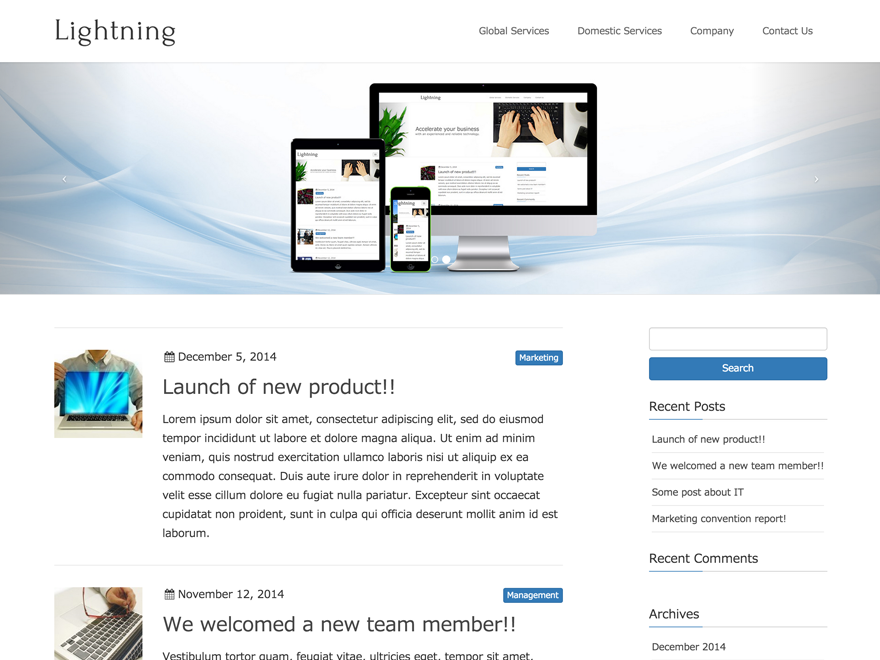 Lightning
Global Services
Domestic Services
Company
Contact Us
Lightning
Accelerate your business
Launch of new product!!
Lightning
December 5, 2014
Marketing
Launch of new product!!
Lorem ipsum dolor sit amet, consectetur adipiscing elit, sed do eiusmod
tempor incididunt ut labore et dolore magna aliqua. Ut enim ad minim
veniam, quis nostrud exercitation ullamco laboris nisi ut aliquip ex ea
commodo consequat. Duis aute irure dolor in reprehenderit in voluptate
velit esse cillum dolore eu fugiat nulla pariatur. Excepteur sint occaecat
cupidatat non proident, sunt in culpa qui officia deserunt mollit anim id est
laborum.
November 12, 2014
Management
We welcomed a new team member!!
Vestibulum tortor quam, feugiat vitae, ultricies eget, tempor sit amet,
Search
Recent Posts
Launch of new product!!
We welcomed a new team member!!
Some post about IT
Marketing convention report!
Recent Comments
Archives
December 2014